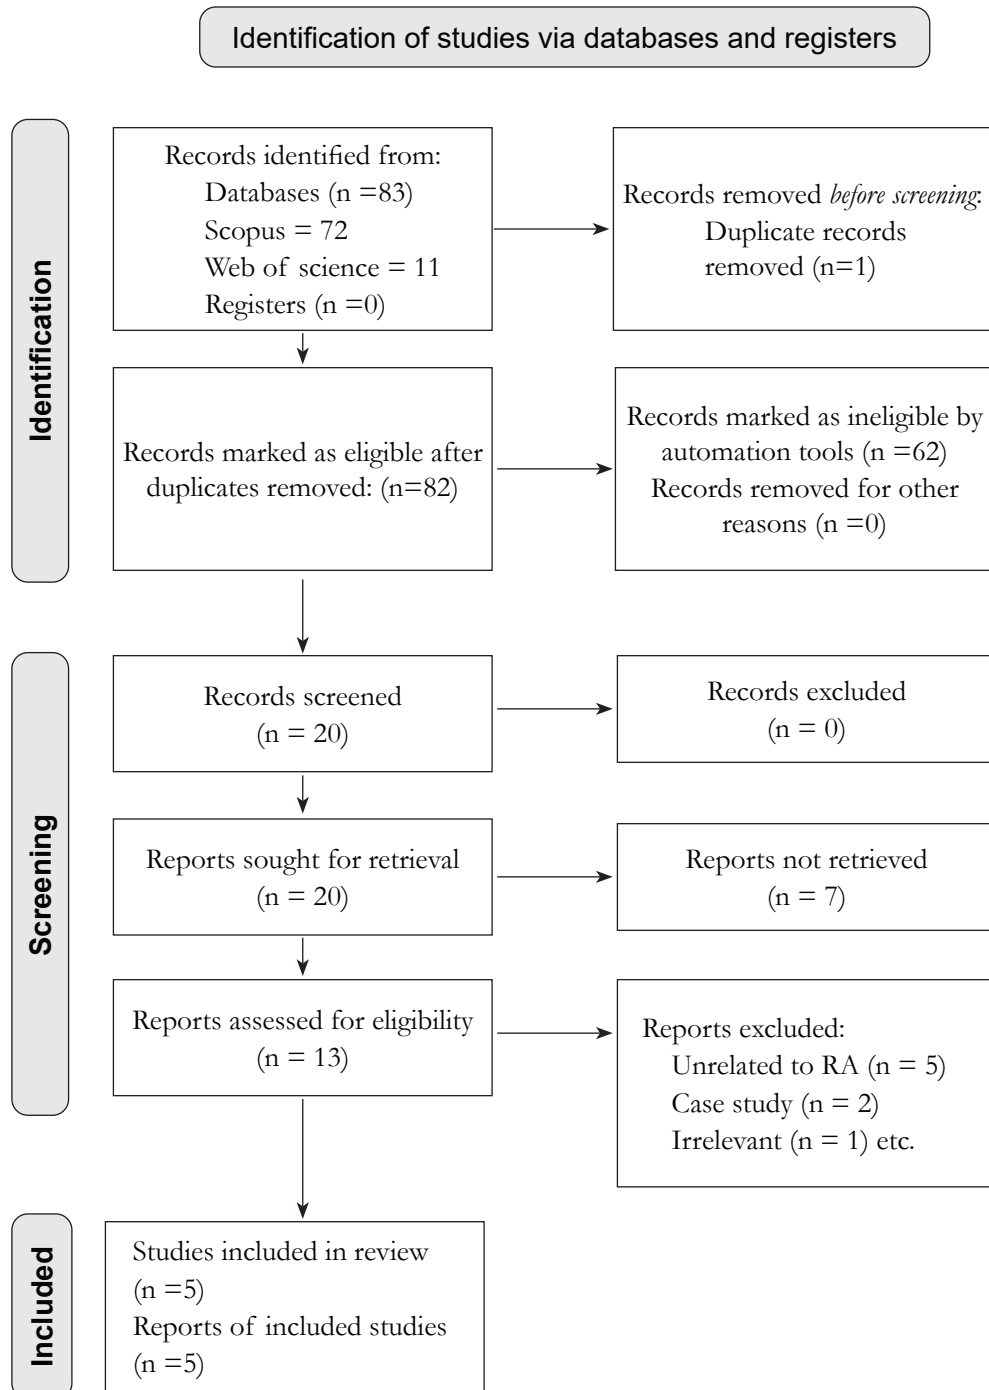 Identification of studies via databases and registers
Identification
Records identified from:
Databases (n =83)
Scopus = 72
Web of science = 11
Registers (n =0)
Records removed before screening:
Duplicate records
removed (n=1)
Records marked as eligible after
duplicates removed: (n=82)
Records marked as ineligible by
automation tools (n =62)
Records removed for other
reasons (n =0)
Screening
Records screened
(n = 20)
Records excluded
(n = 0)
Reports sought for retrieval
(n = 20)
Reports not retrieved
(n = 7)
Reports assessed for eligibility
(n = 13)
Reports excluded:
Unrelated to RA (n = 5)
Case study (n = 2)
Irrelevant (n = 1) etc.
Included
Studies included in review
(n =5)
Reports of included studies
(n =5)